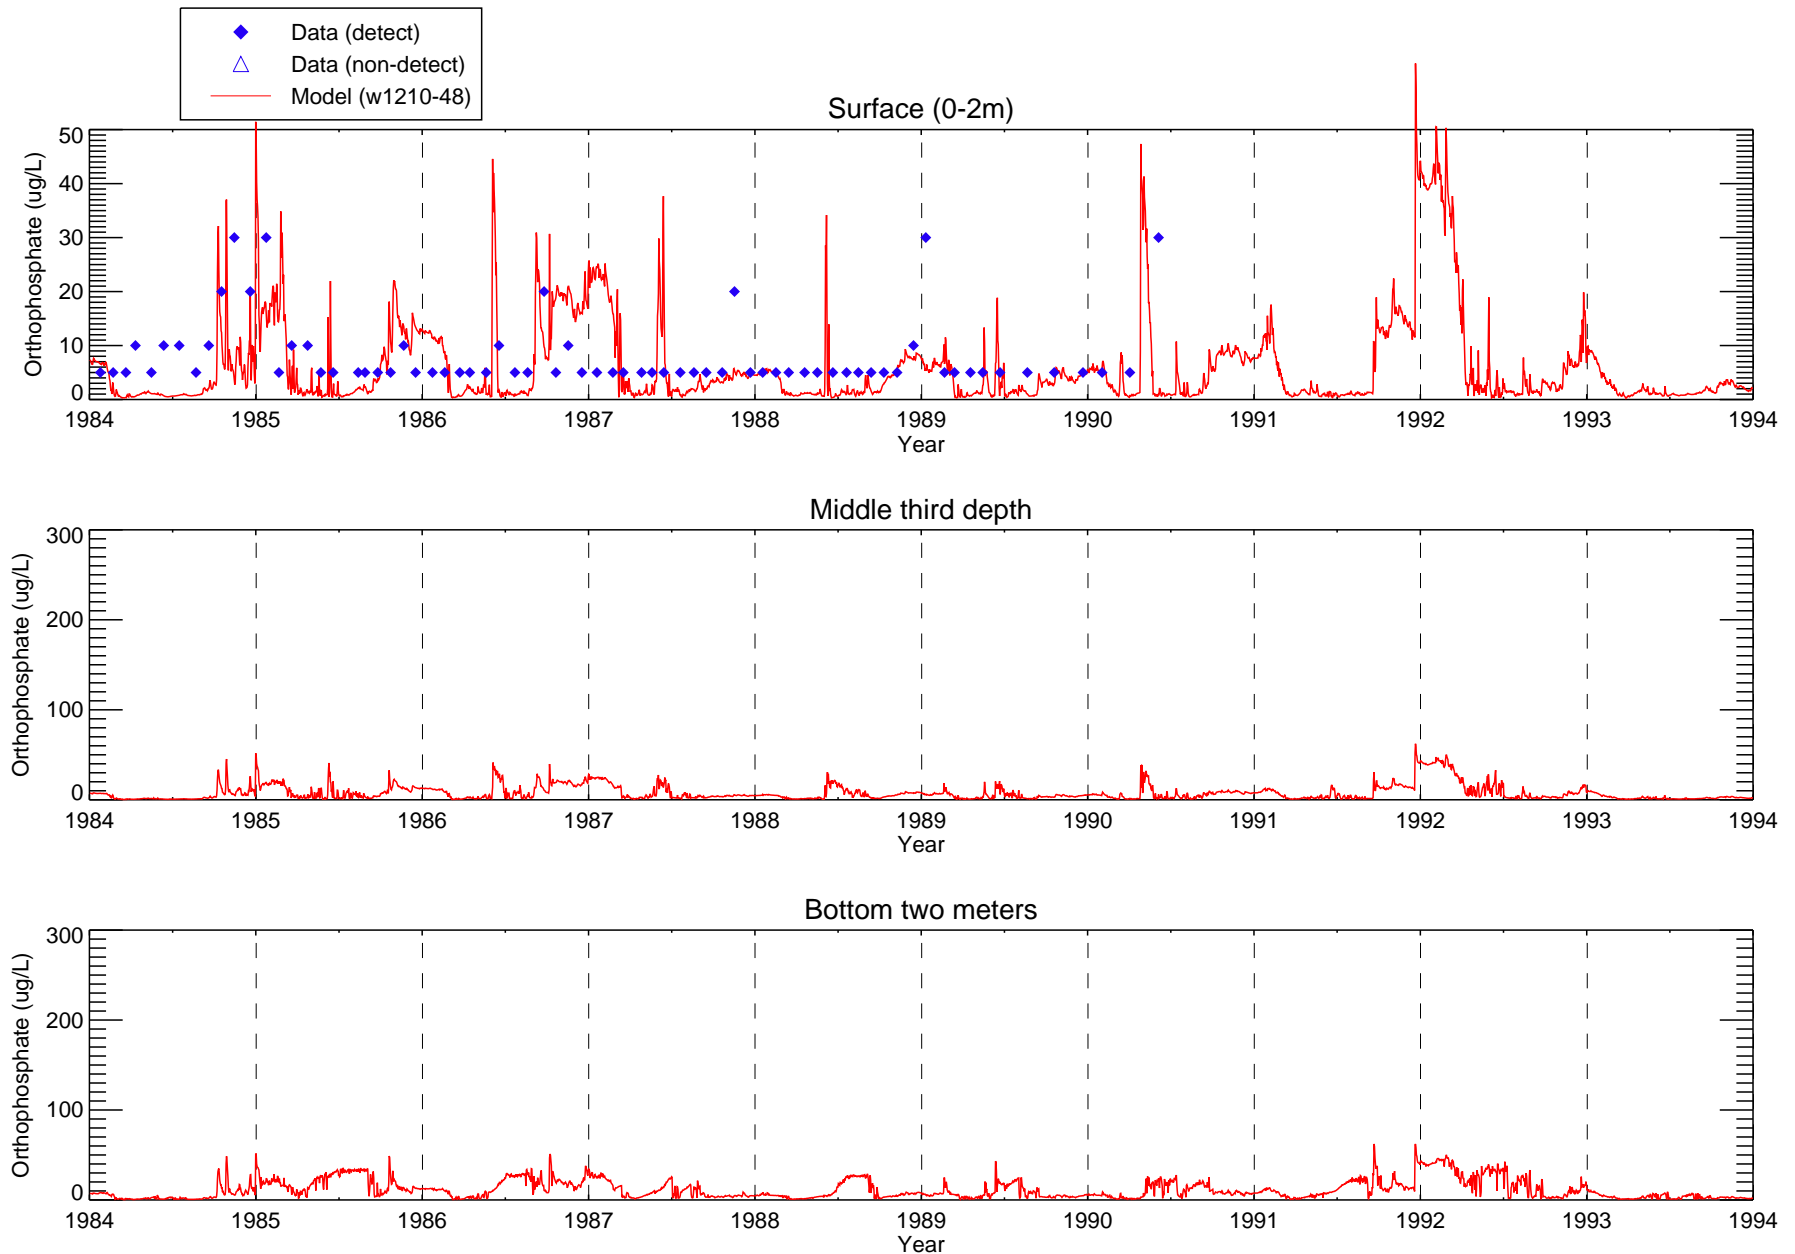 Data (detect)
Data (non-detect)
Model (w1210-48)
Surface (0-2m)
Orthophosphate (ug/L)
50
40
30
20
10
0
1984 1985 1986 1987 1988 1989 1990 1991 1992 1993 1994
Year
Middle third depth
Orthophosphate (ug/L)
300
200
100
0
1984 1985 1986 1987 1988 1989 1990 1991 1992 1993 1994
Year
Bottom two meters
Orthophosphate (ug/L)
300
200
100
0
1984 1985 1986 1987 1988 1989 1990 1991 1992 1993 1994
Year